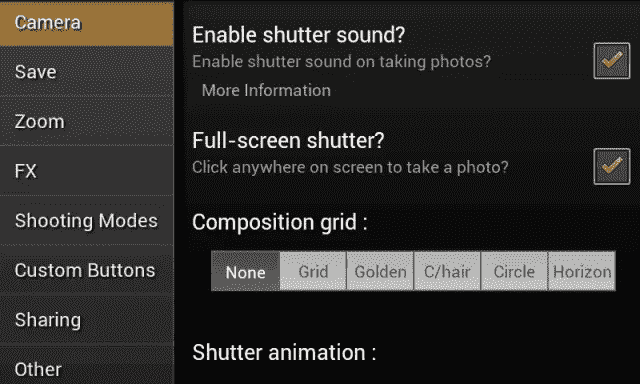 Camera
Save
Zoom
FX
Shooting Modes
Custom Buttons
Sharing
Other
Enable shutter sound?
Enable shutter sound on taking photos?
More Information
Full-screen shutter?
Click anywhere on screen to take a photo?
Composition grid :
None Grid Golden C/hair Circle Horizon
Shutter animation :